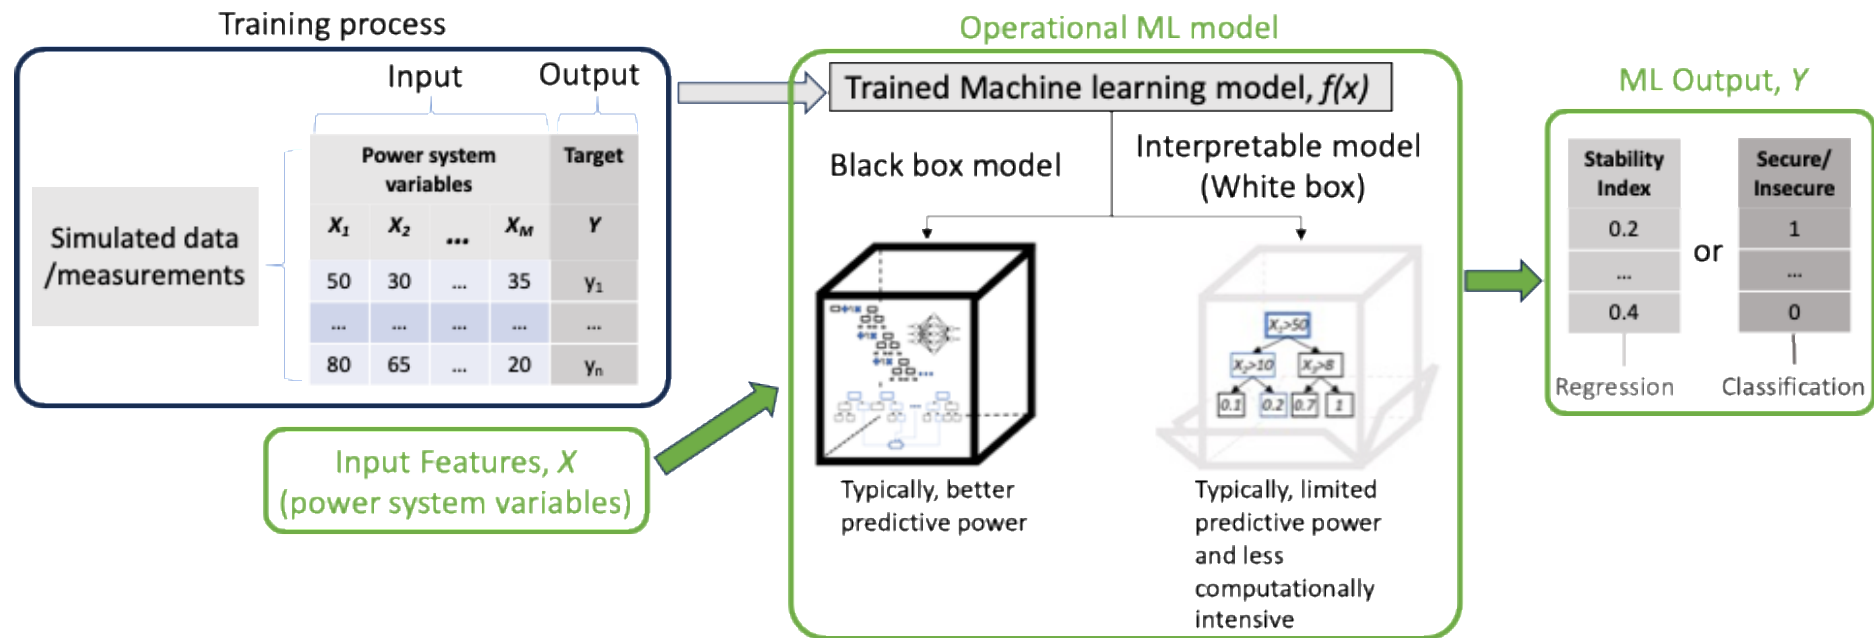 Training process
Input
Output
Simulated data
/measurements
Power system
variables
Target
X1 X2 ... XM Y
50 30 ... 35 y1
... ... ... ... ...
80 65 ... 20 yn
Input Features, X
(power system variables)
Operational ML model
Trained Machine learning model, f(x)
Black box model
Interpretable model
(White box)
...
...
X1>50
X2>10
X3>8
0.1
0.2
0.7
1
Typically, better
predictive power
Typically, limited
predictive power
and less
computationally
intensive
ML Output, Y
Stability
Index
0.2
...
0.4
Regression
or
Secure/
Insecure
1
...
0
Classification